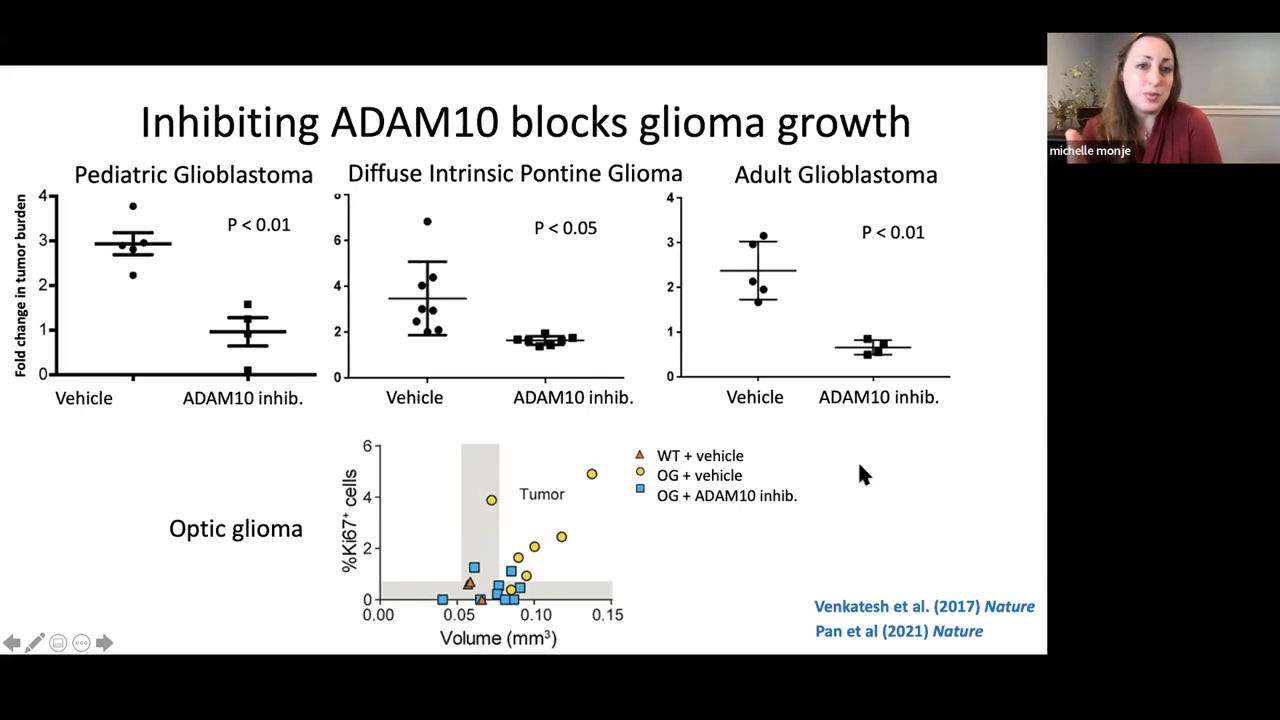 Inhibiting ADAM10 blocks glioma growth
michelle monje
Pediatric Glioblastoma
Diffuse Intrinsic Pontine Glioma
Adult Glioblastoma
Fold change in tumor burden
4
3
2
1
0
P < 0.01
Vehicle
ADAM10 inhib.
8
6
4
2
0
P < 0.05
Vehicle
ADAM10 inhib.
4
3
2
1
0
P < 0.01
Vehicle
ADAM10 inhib.
Optic glioma
%Ki67+ cells
6
4
2
0
Tumor
0.00
0.05
0.10
0.15
Volume (mm³)
WT + vehicle
OG + vehicle
OG + ADAM10 inhib.
Venkatesh et al. (2017) Nature
Pan et al (2021) Nature